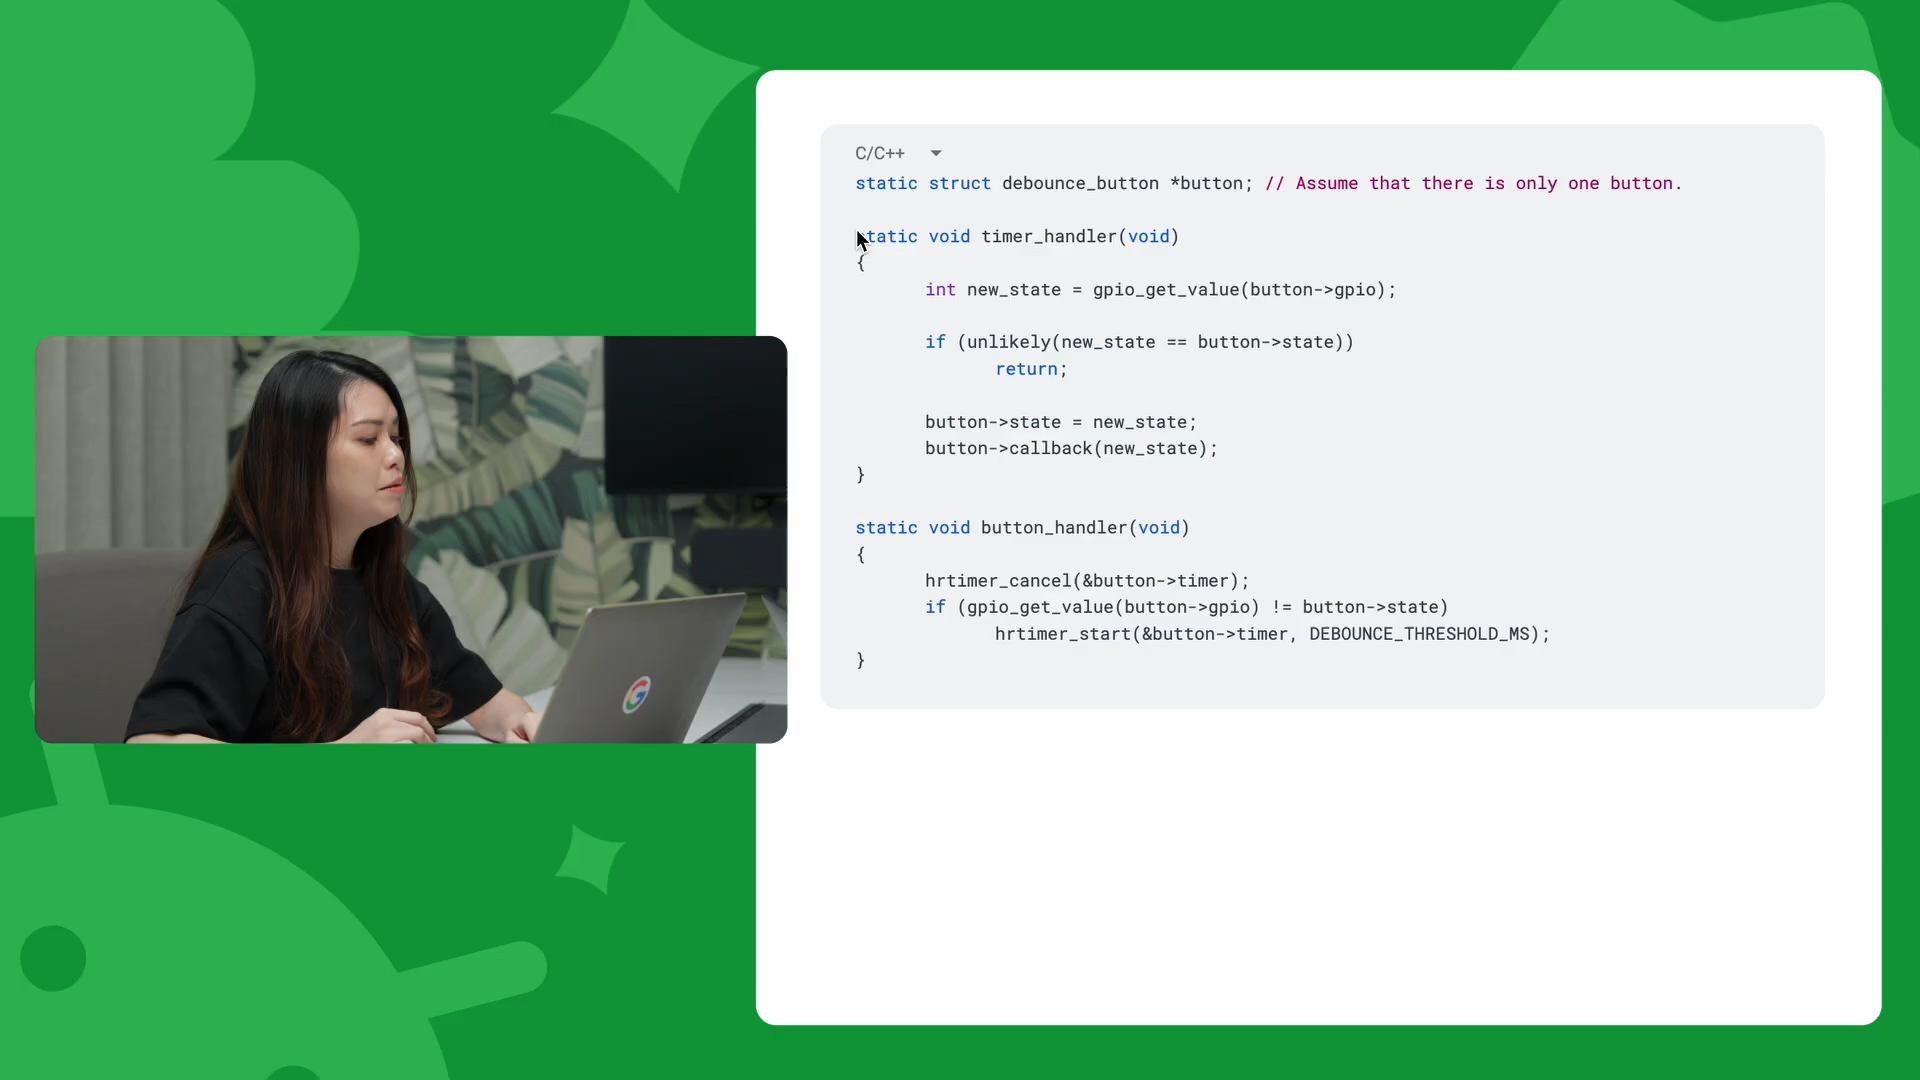 C/C++
static struct debounce_button *button; // Assume that there is only one button.
tatic void timer_handler(void)
{
int new_state = gpio_get_value(button->gpio);
if (unlikely(new_state == button->state))
return;
button->state = new_state;
button->callback(new_state);
}
static void button_handler(void)
{
hrtimer_cancel(&button->timer);
if (gpio_get_value(button->gpio) != button->state)
hrtimer_start(&button->timer, DEBOUNCE_THRESHOLD_MS);
}
G